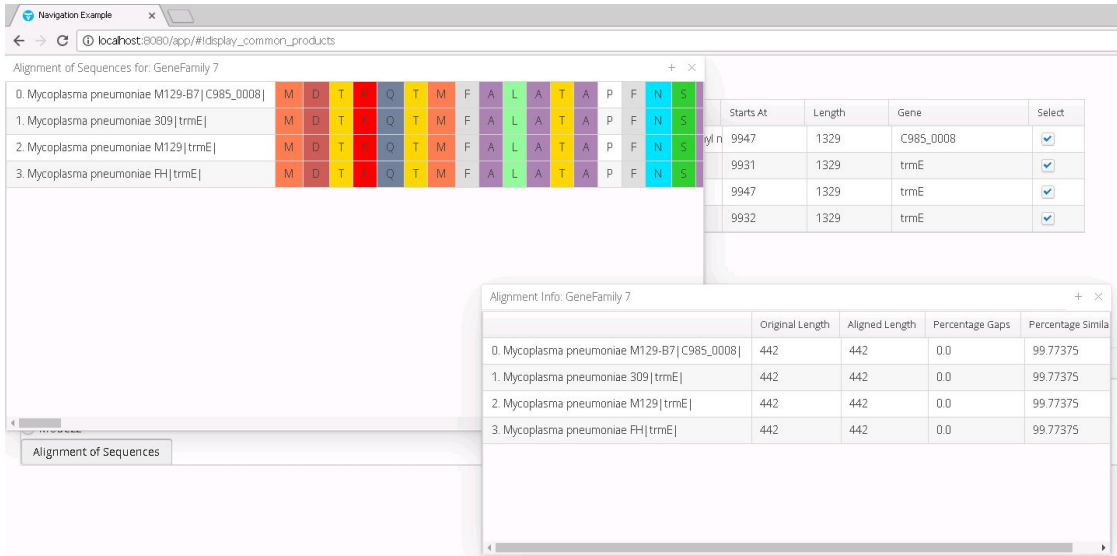 Navigation Example
localhost:8080/app/#!display_common_products
Alignment of Sequences for: GeneFamily 7
0. Mycoplasma pneumoniae M129-B7|C985_0008| M D T K Q T M F A L A T A P F N S
1. Mycoplasma pneumoniae 309|trmE| M D T K Q T M F A L A T A P F N S
2. Mycoplasma pneumoniae M129|trmE| M D T K Q T M F A L A T A P F N S
3. Mycoplasma pneumoniae FH|trmE| M D T K Q T M F A L A T A P F N S
Starts At Length Gene Select
9947 1329 C985_0008
9931 1329 trmE
9947 1329 trmE
9932 1329 trmE
Alignment Info: GeneFamily 7
Original Length Aligned Length Percentage Gaps Percentage Simila
0. Mycoplasma pneumoniae M129-B7|C985_0008| 442 442 0.0 99.77375
1. Mycoplasma pneumoniae 309|trmE| 442 442 0.0 99.77375
2. Mycoplasma pneumoniae M129|trmE| 442 442 0.0 99.77375
3. Mycoplasma pneumoniae FH|trmE| 442 442 0.0 99.77375
Alignment of Sequences